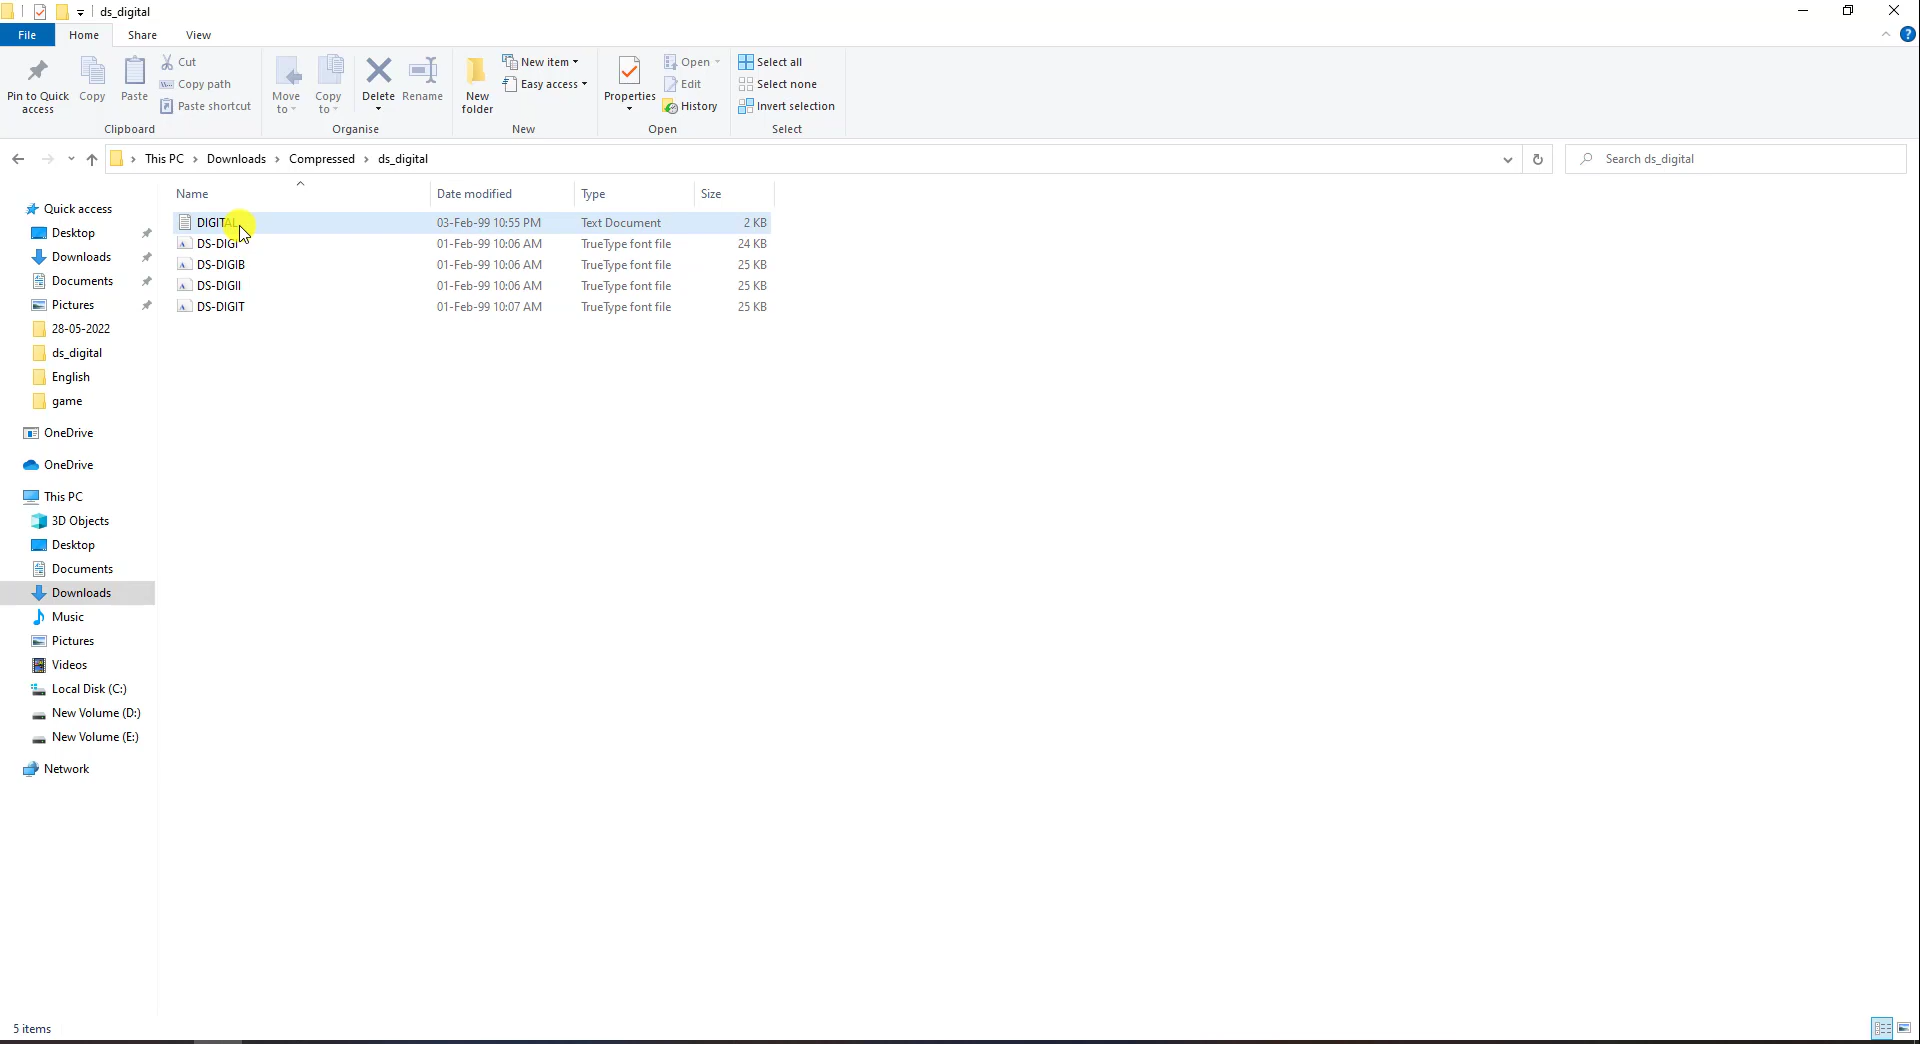 ds_digital
File Home Share View
Pin to Quick access
Copy
Paste
Cut
Copy path
Paste shortcut
Clipboard
Move to
Copy to
Delete
Rename
Organise
New folder
New item
Easy access
New
Properties
Open
Edit
History
Open
Select all
Select none
Invert selection
Select
This PC > Downloads > Compressed > ds_digital
Search ds_digital
Name Date modified Type Size
DIGITAL 03-Feb-99 10:55 PM Text Document 2 KB
DS-DIGI 01-Feb-99 10:06 AM TrueType font file 24 KB
DS-DIGIB 01-Feb-99 10:06 AM TrueType font file 25 KB
DS-DIGII 01-Feb-99 10:06 AM TrueType font file 25 KB
DS-DIGIT 01-Feb-99 10:07 AM TrueType font file 25 KB
Quick access
Desktop
Downloads
Documents
Pictures
28-05-2022
ds_digital
English
game
OneDrive
OneDrive
This PC
3D Objects
Desktop
Documents
Downloads
Music
Pictures
Videos
Local Disk (C:)
New Volume (D:)
New Volume (E:)
Network
5 items